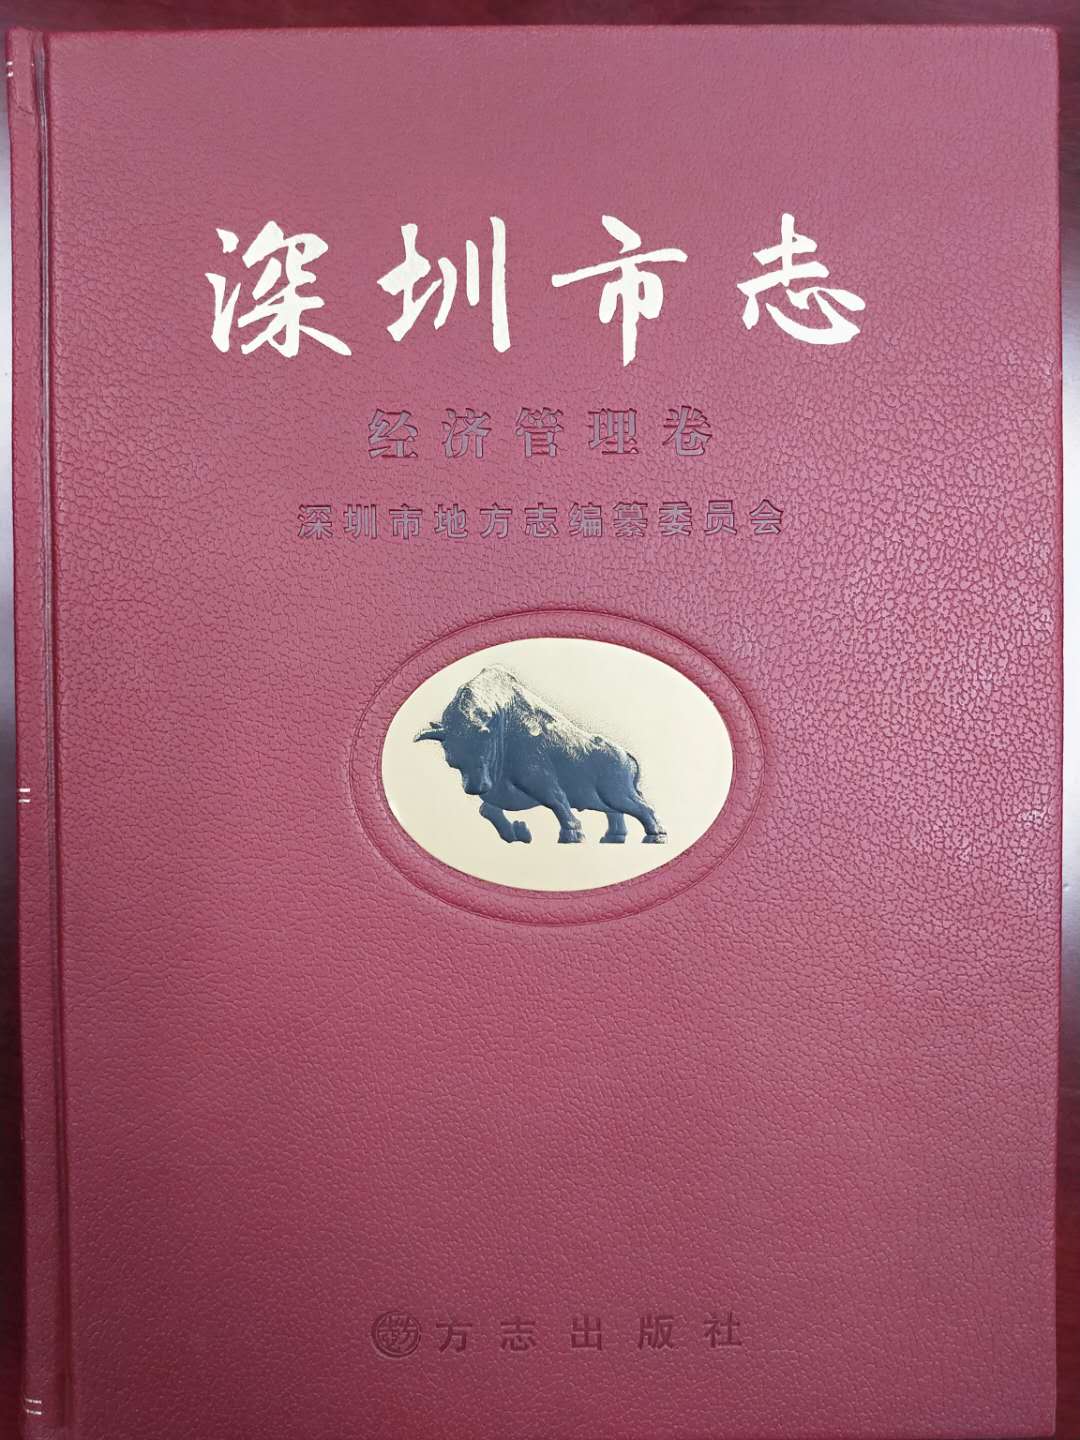 深圳市志
经济管理卷
深圳市地方志编纂委员会
方志出版社